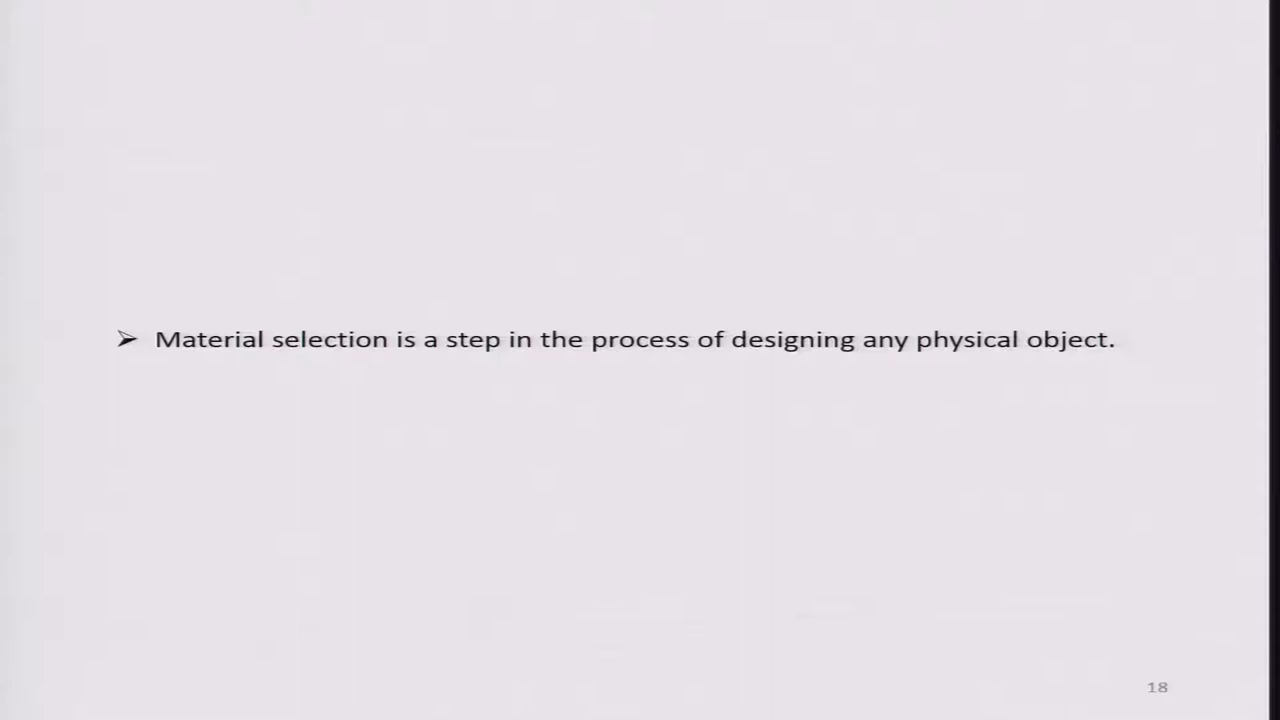 ➢ Material selection is a step in the process of designing any physical object.
18